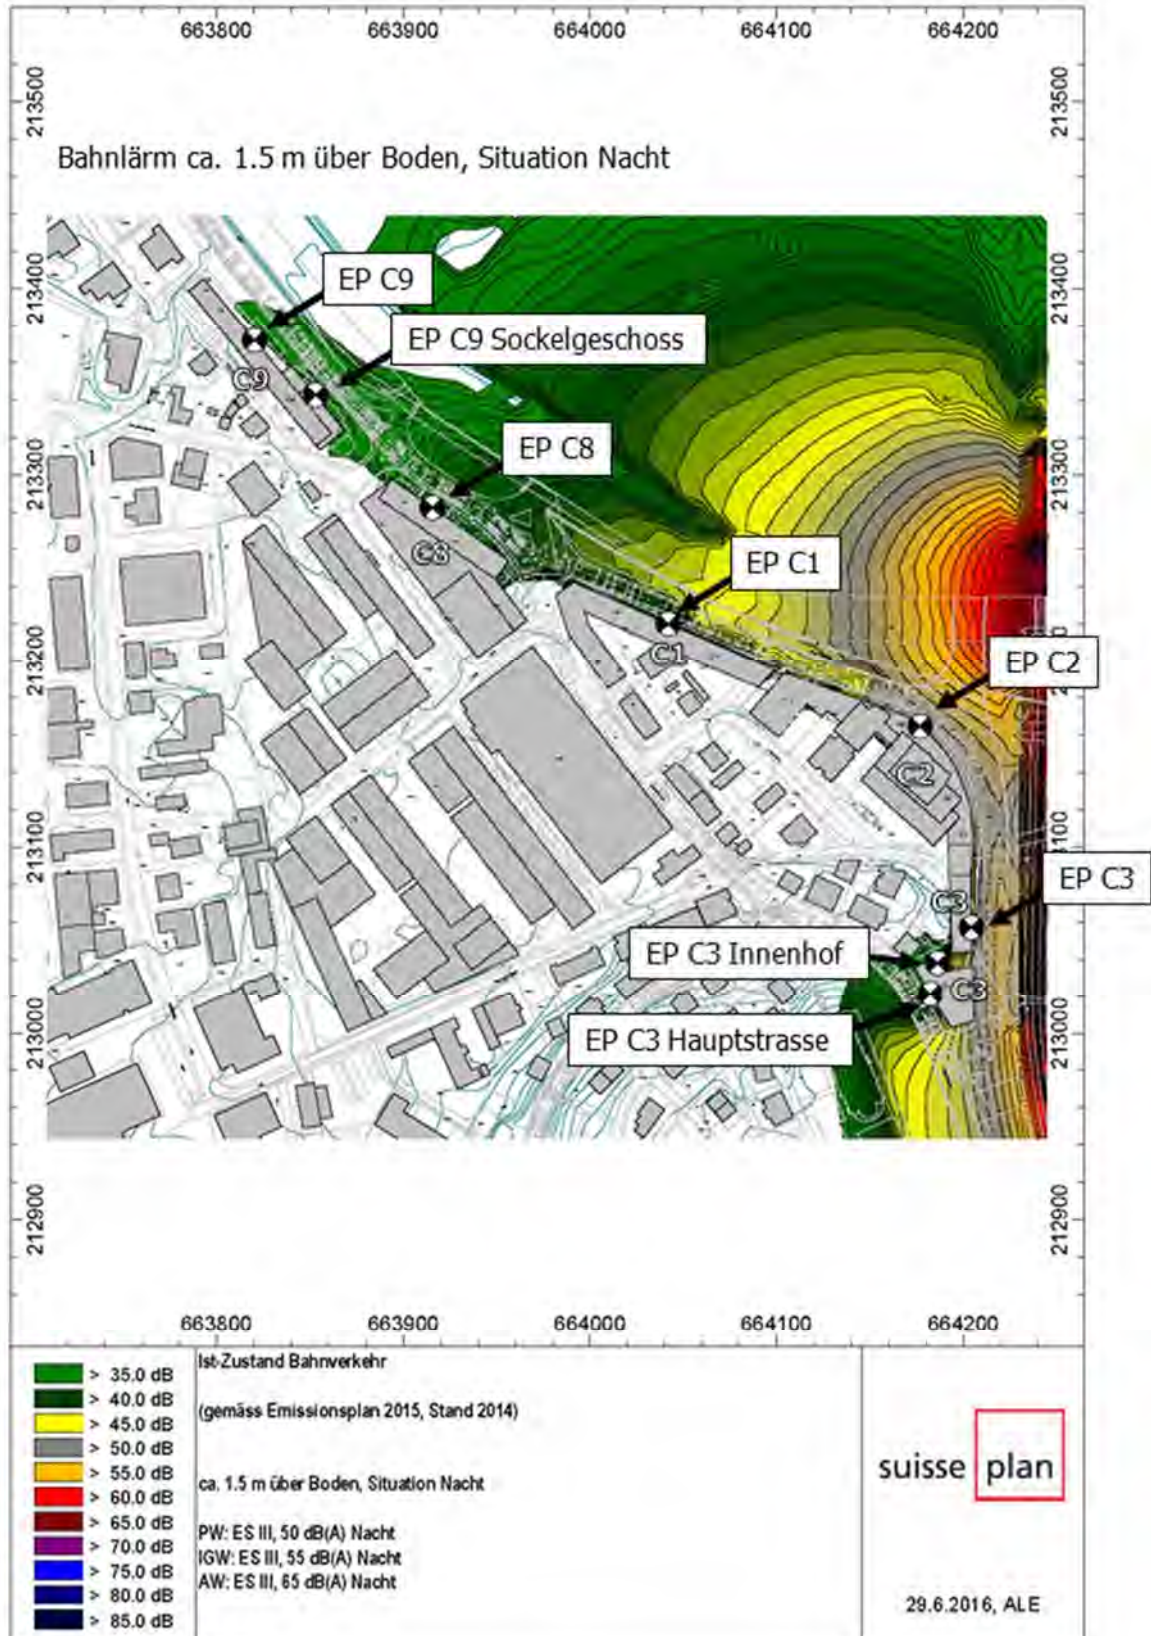 663800 663900 664000 664100 664200
213500 213500
Bahnlärm ca. 1.5 m über Boden, Situation Nacht
213400 213400
EP C9
EP C9 Sockelgeschoss
C9
EP C8
213300 213300
C8
EP C1
213200
C1
EP C2
C2
213100
EP C3
C3
EP C3 Innenhof
C3
213000 213000
EP C3 Hauptstrasse
212900 212900
663800 663900 664000 664100 664200
> 35.0 dB
> 40.0 dB
> 45.0 dB
> 50.0 dB
> 55.0 dB
> 60.0 dB
> 65.0 dB
> 70.0 dB
> 75.0 dB
> 80.0 dB
> 85.0 dB
Ist-Zustand Bahnverkehr
(gemäss Emissionsplan 2015, Stand 2014)
ca. 1.5 m über Boden, Situation Nacht
PW: ES III, 50 dB(A) Nacht
IGW: ES III, 55 dB(A) Nacht
AW: ES III, 65 dB(A) Nacht
suisse plan
29.6.2016, ALE